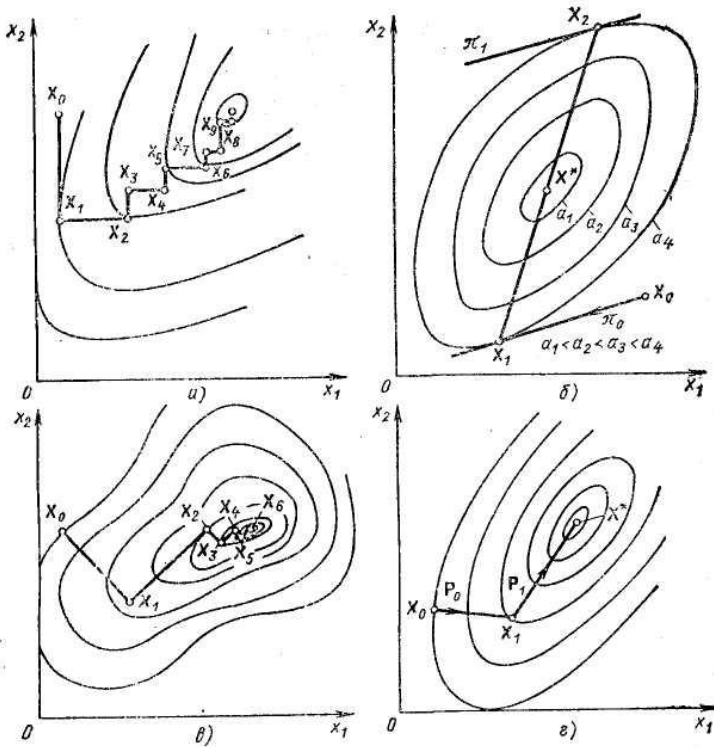 X₂
X₀
X₉
X₈
X₅
X₇
X₆
X₃
X₄
X₁
X₂
0
а)
X₁
X₂
X₂
π₁
X*
a₁
a₂
a₃
a₄
X₀
π₀
X₁
a₁<a₂<a₃<a₄
0
б)
X₁
X₂
X₀
X₂
X₄
X₆
X₃
X₅
X₁
0
в)
X₁
X₂
X*
P₁
X₀
P₀
X₁
0
г)
X₁